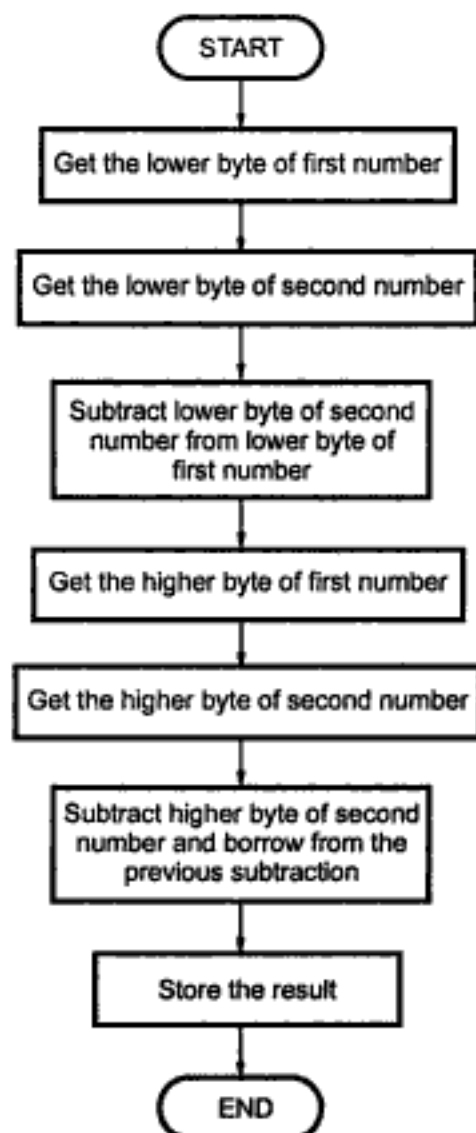 START
Get the lower byte of first number
Get the lower byte of second number
Subtract lower byte of second
number from lower byte of
first number
Get the higher byte of first number
Get the higher byte of second number
Subtract higher byte of second
number and borrow from the
previous subtraction
Store the result
END